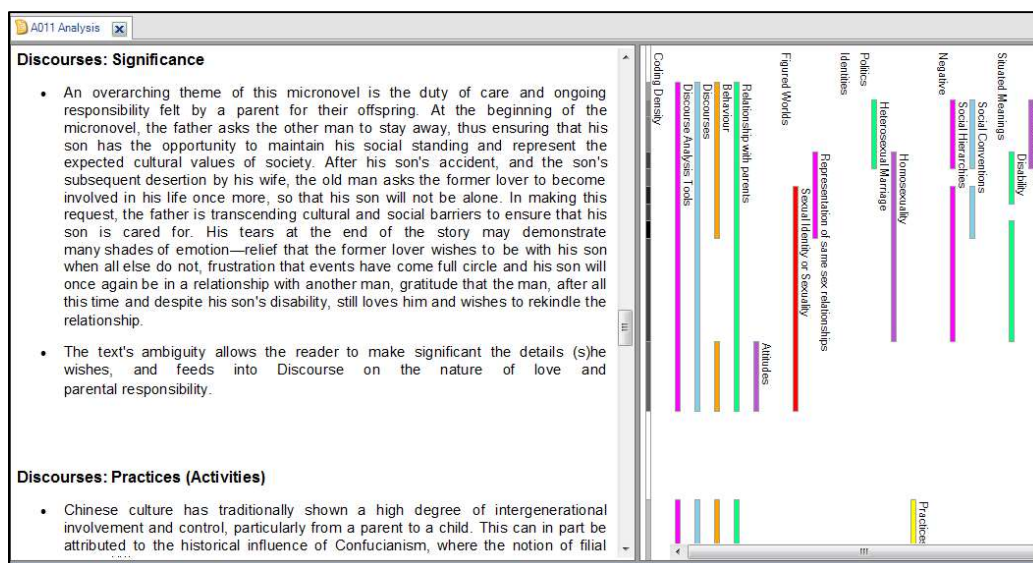 A011 Analysis
Discourses: Significance
• An overarching theme of this micronovel is the duty of care and ongoing
responsibility felt by a parent for their offspring. At the beginning of the
micronovel, the father asks the other man to stay away, thus ensuring that his
son has the opportunity to maintain his social standing and represent the
expected cultural values of society. After his son's accident, and the son's
subsequent desertion by his wife, the old man asks the former lover to become
involved in his life once more, so that his son will not be alone. In making this
request, the father is transcending cultural and social barriers to ensure that his
son is cared for. His tears at the end of the story may demonstrate
many shades of emotion—relief that the former lover wishes to be with his son
when all else do not, frustration that events have come full circle and his son will
once again be in a relationship with another man, gratitude that the man, after all
this time and despite his son's disability, still loves him and wishes to rekindle the
relationship.
• The text's ambiguity allows the reader to make significant the details (s)he
wishes, and feeds into Discourse on the nature of love and
parental responsibility.
Discourses: Practices (Activities)
• Chinese culture has traditionally shown a high degree of intergenerational
involvement and control, particularly from a parent to a child. This can in part be
attributed to the historical influence of Confucianism, where the notion of filial
Coding Density
Discourse Analysis Tools
Discourses
Behaviour
Relationship with parents
Attitudes
Figured Worlds
Sexual Identity or Sexuality
Representation of same sex relationships
Identities
Politics
Heterosexual Marriage
Homosexuality
Practices
Negative
Social Hierarchies
Social Conventions
Situated Meanings
Disability